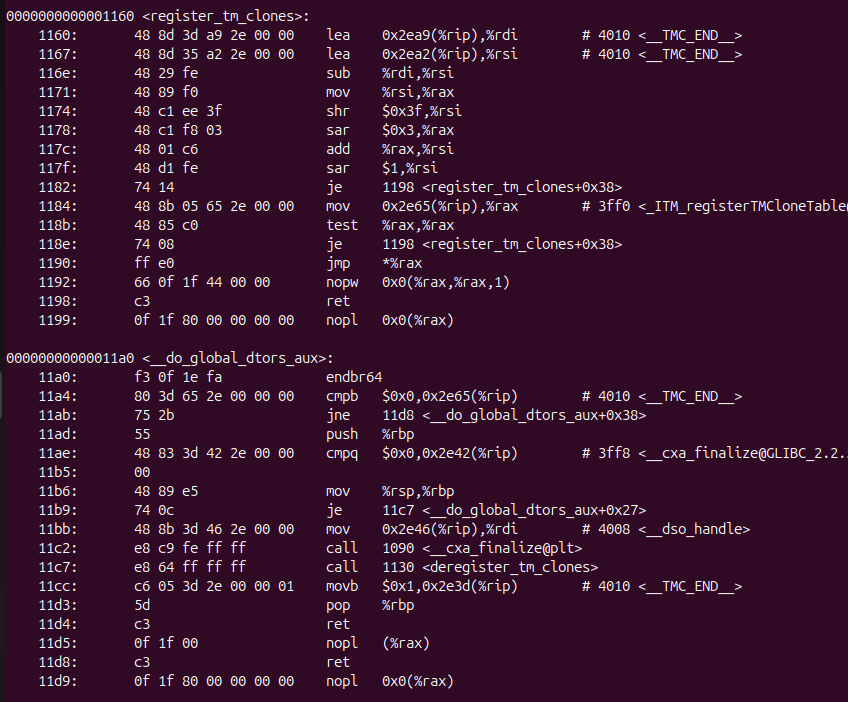 0000000000001160 <register_tm_clones>:
    1160:	48 8d 3d a9 2e 00 00 	lea    0x2ea9(%rip),%rdi        # 4010 <__TMC_END__>
    1167:	48 8d 35 a2 2e 00 00 	lea    0x2ea2(%rip),%rsi        # 4010 <__TMC_END__>
    116e:	48 29 fe             	sub    %rdi,%rsi
    1171:	48 89 f0             	mov    %rsi,%rax
    1174:	48 c1 ee 3f          	shr    $0x3f,%rsi
    1178:	48 c1 f8 03          	sar    $0x3,%rax
    117c:	48 01 c6             	add    %rax,%rsi
    117f:	48 d1 fe             	sar    $1,%rsi
    1182:	74 14                	je     1198 <register_tm_clones+0x38>
    1184:	48 8b 05 65 2e 00 00 	mov    0x2e65(%rip),%rax        # 3ff0 <_ITM_registerTMCloneTable
    118b:	48 85 c0             	test   %rax,%rax
    118e:	74 08                	je     1198 <register_tm_clones+0x38>
    1190:	ff e0                	jmp    *%rax
    1192:	66 0f 1f 44 00 00    	nopw   0x0(%rax,%rax,1)
    1198:	c3                   	ret
    1199:	0f 1f 80 00 00 00 00 	nopl   0x0(%rax)

00000000000011a0 <__do_global_dtors_aux>:
    11a0:	f3 0f 1e fa          	endbr64
    11a4:	80 3d 65 2e 00 00 00 	cmpb   $0x0,0x2e65(%rip)        # 4010 <__TMC_END__>
    11ab:	75 2b                	jne    11d8 <__do_global_dtors_aux+0x38>
    11ad:	55                   	push   %rbp
    11ae:	48 83 3d 42 2e 00 00 	cmpq   $0x0,0x2e42(%rip)        # 3ff8 <__cxa_finalize@GLIBC_2.2.
    11b5:	00
    11b6:	48 89 e5             	mov    %rsp,%rbp
    11b9:	74 0c                	je     11c7 <__do_global_dtors_aux+0x27>
    11bb:	48 8b 3d 46 2e 00 00 	mov    0x2e46(%rip),%rdi        # 4008 <__dso_handle>
    11c2:	e8 c9 fe ff ff       	call   1090 <__cxa_finalize@plt>
    11c7:	e8 64 ff ff ff       	call   1130 <deregister_tm_clones>
    11cc:	c6 05 3d 2e 00 00 01 	movb   $0x1,0x2e3d(%rip)        # 4010 <__TMC_END__>
    11d3:	5d                   	pop    %rbp
    11d4:	c3                   	ret
    11d5:	0f 1f 00             	nopl   (%rax)
    11d8:	c3                   	ret
    11d9:	0f 1f 80 00 00 00 00 	nopl   0x0(%rax)